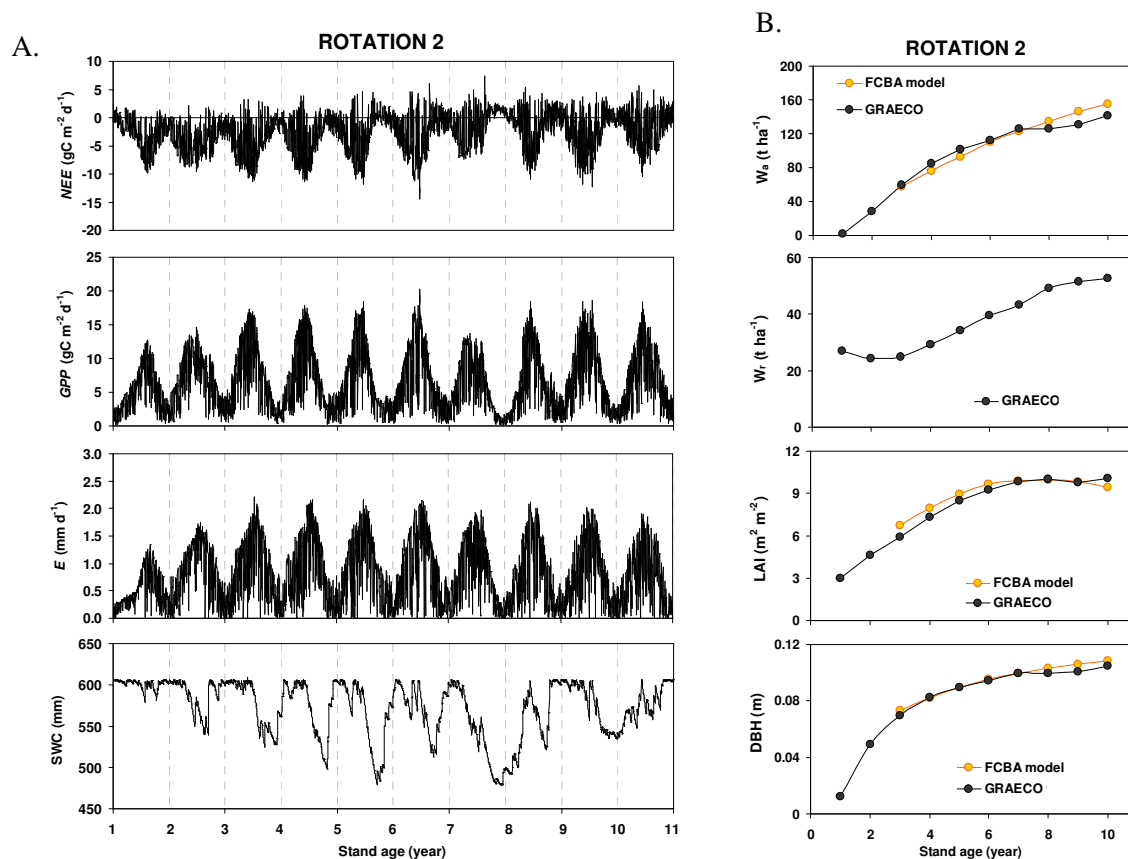 A.
ROTATION 2
10
5
0
-5
-10
-15
-20
NEE (gC m⁻² d⁻¹)
25
20
15
10
5
0
GPP (gC m⁻² d⁻¹)
3.0
2.5
2.0
1.5
1.0
0.5
0.0
E (mm d⁻¹)
650
600
550
500
450
SWC (mm)
1 2 3 4 5 6 7 8 9 10 11
Stand age (year)
B.
ROTATION 2
200
160
120
80
40
0
Wₐ (t ha⁻¹)
FCBA model
GRAECO
60
40
20
0
Wᵣ (t ha⁻¹)
GRAECO
12
9
6
3
0
LAI (m² m⁻²)
FCBA model
GRAECO
0.12
0.08
0.04
0
DBH (m)
FCBA model
GRAECO
0 2 4 6 8 10
Stand age (year)